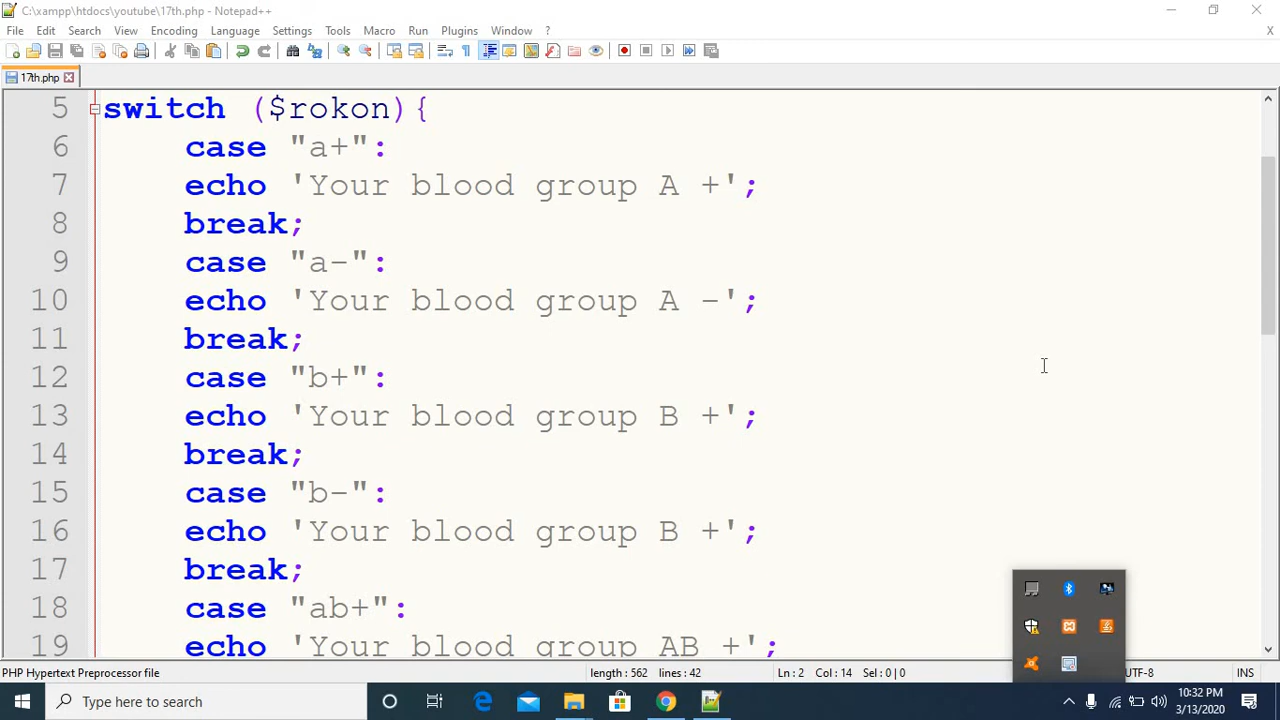 C:\xampp\htdocs\youtube\17th.php - Notepad++
File Edit Search View Encoding Language Settings Tools Macro Run Plugins Window ?
X
17th.php
5 switch ($rokon){
6 case "a+":
7 echo 'Your blood group A +';
8 break;
9 case "a-":
10 echo 'Your blood group A -';
11 break;
12 case "b+":
13 echo 'Your blood group B +';
14 break;
15 case "b-":
16 echo 'Your blood group B +';
17 break;
18 case "ab+":
19 echo 'Your blood group AB +';
PHP Hypertext Preprocessor file length : 562 lines : 42 Ln : 2 Col : 14 Sel : 0 | 0 UTF-8 INS
Type here to search
10:32 PM
3/13/2020